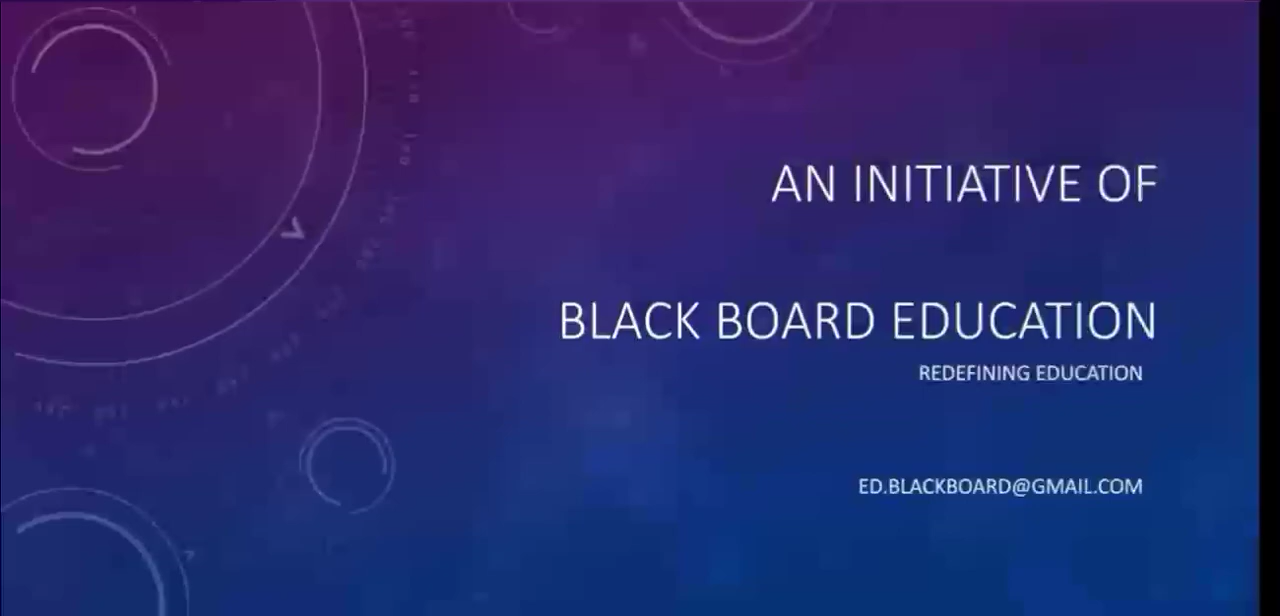 AN INITIATIVE OF
BLACK BOARD EDUCATION
REDEFINING EDUCATION
ED.BLACKBOARD@GMAIL.COM